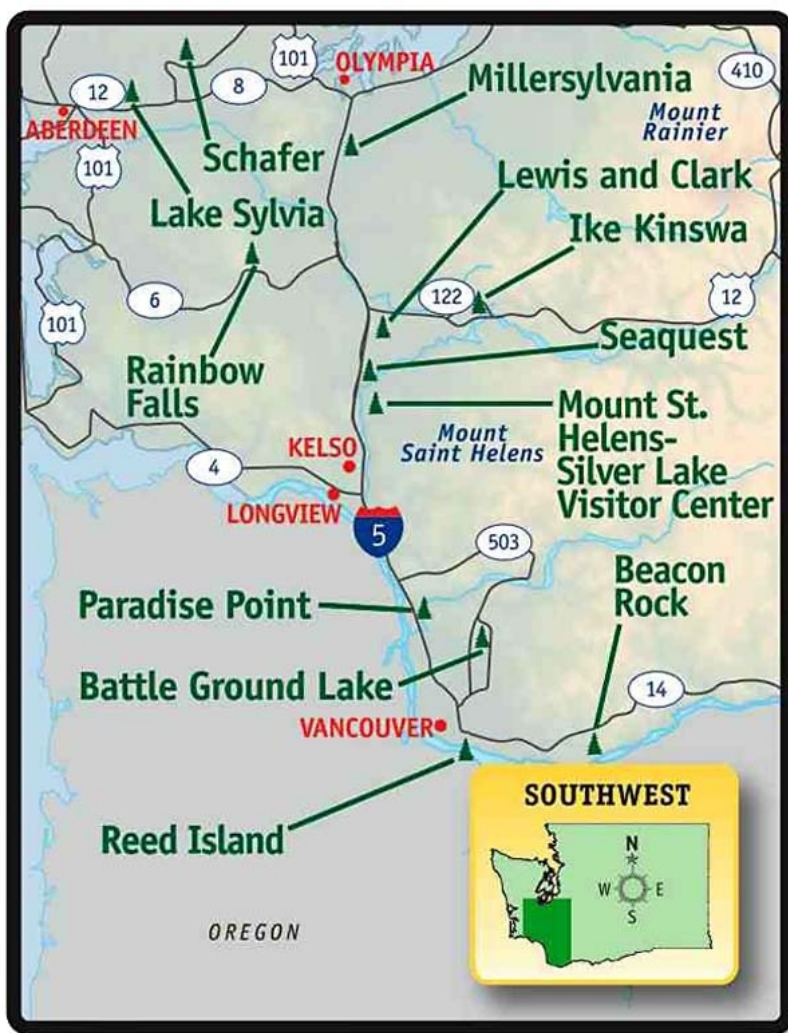 101
OLYMPIA
410
12
8
Millersylvania
Mount
Rainier
ABERDEEN
Schafer
101
Lewis and Clark
Lake Sylvia
Ike Kinswa
6
122
12
101
Seaquest
Rainbow
Falls
Mount St.
Helens-
Silver Lake
Visitor Center
Mount
Saint Helens
KELSO
4
LONGVIEW
5
503
Beacon
Rock
Paradise Point
Battle Ground Lake
14
VANCOUVER
Reed Island
SOUTHWEST
N
W
E
S
OREGON